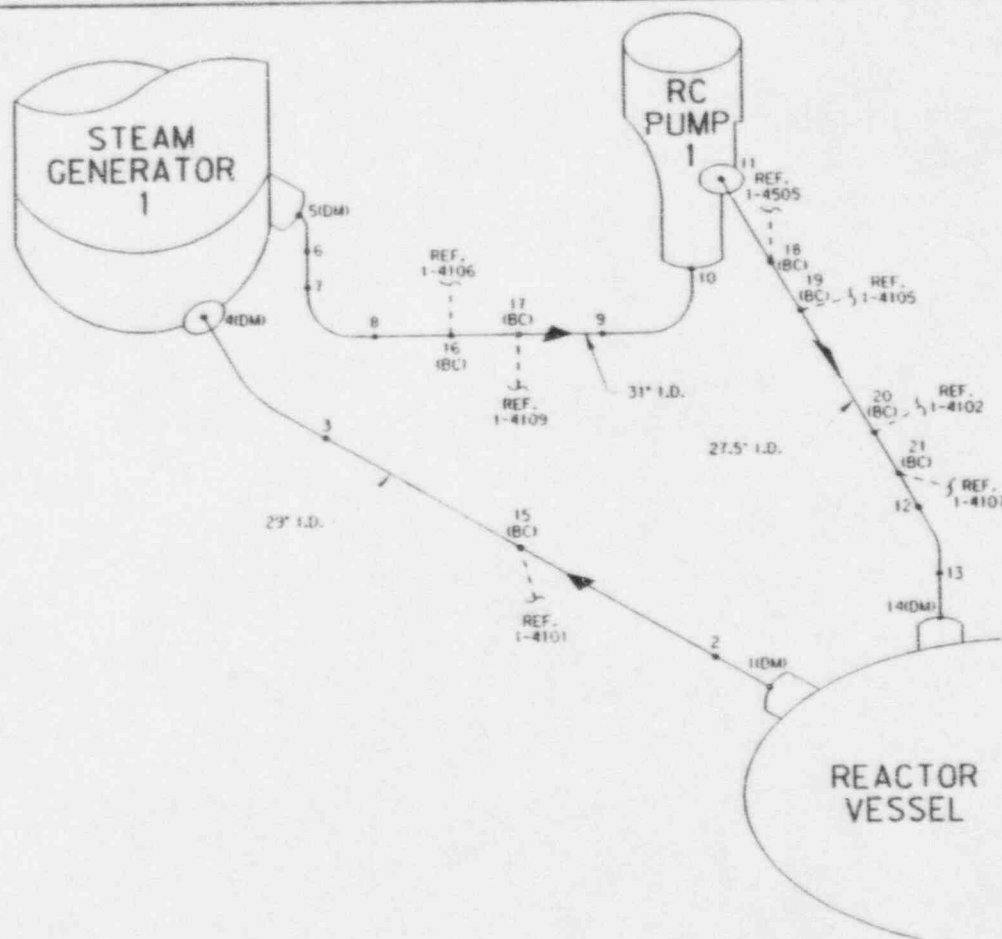 STEAM
GENERATOR
1
RC
PUMP
1
5(DM)
6
7
8
4(DM)
REF.
1-4106
16
(BC)
17
(BC)
REF.
1-4109
9
31" I.D.
10
11
REF.
1-4505
18
(BC)
19
(BC)
REF.
1-4105
20
(BC)
REF.
1-4102
27.5" I.D.
21
(BC)
REF.
12
13
14(DM)
3
29" I.D.
15
(BC)
REF.
1-4101
2
1(DM)
REACTOR
VESSEL